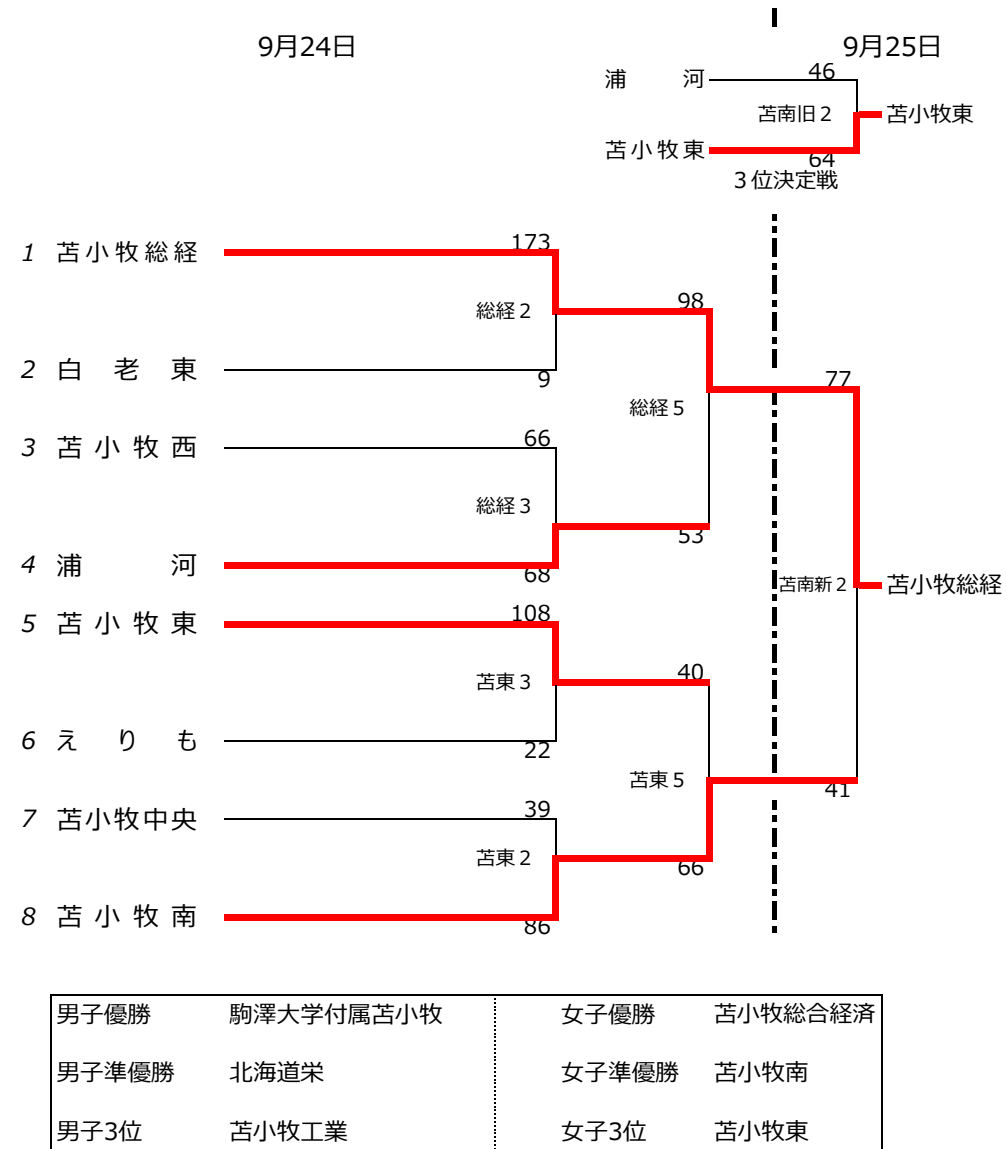 9月24日 9月25日
浦 河 46
苫南旧2 苫小牧東
苫小牧東 64
3位決定戦
1 苫小牧総経 173
総経2 98
2 白 老 東 9
総経5 77
3 苫 小 牧 西 66
総経3
53
4 浦 河 68
苫南新2 苫小牧総経
5 苫 小 牧 東 108
苫東3 40
6 え り も 22
苫東5 41
7 苫小牧中央 39
苫東2
66
8 苫 小 牧 南 86
男子優勝 駒澤大学付属苫小牧 女子優勝 苫小牧総合経済
男子準優勝 北海道栄 女子準優勝 苫小牧南
男子3位 苫小牧工業 女子3位 苫小牧東